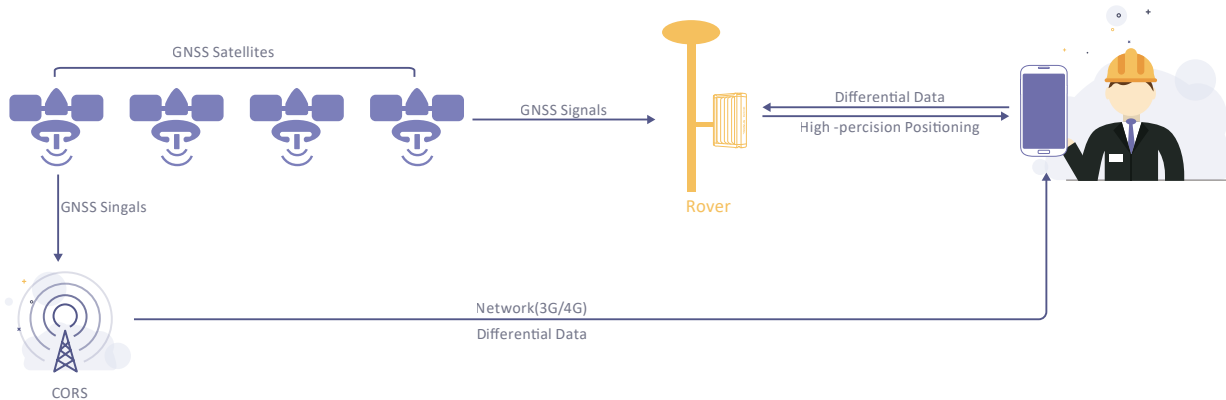 GNSS Satellites
GNSS Signals
Differential Data
High -percision Positioning
Rover
GNSS Singals
Network(3G/4G)
Differential Data
CORS